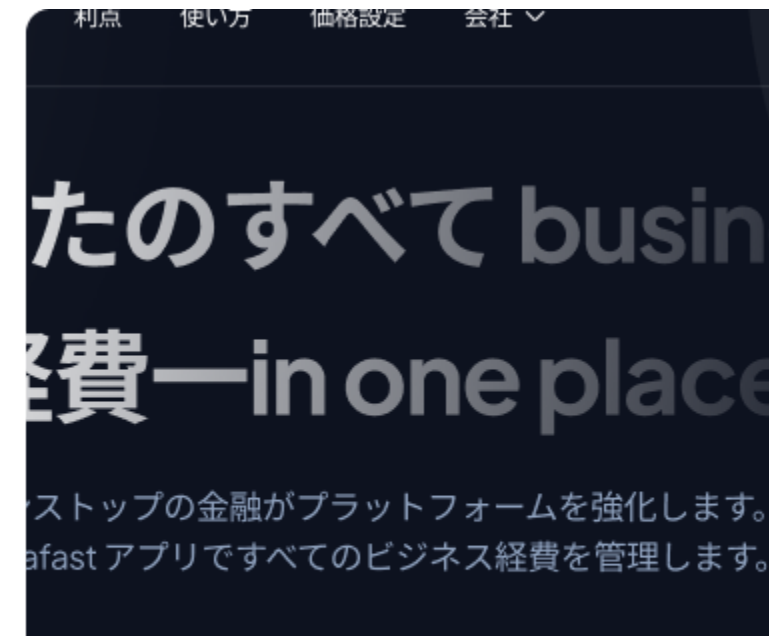 利点 使い方 価格設定 会社
たのすべて busin
経費一in one place
ストップの金融がプラットフォームを強化します。
afast アプリですべてのビジネス経費を管理します。